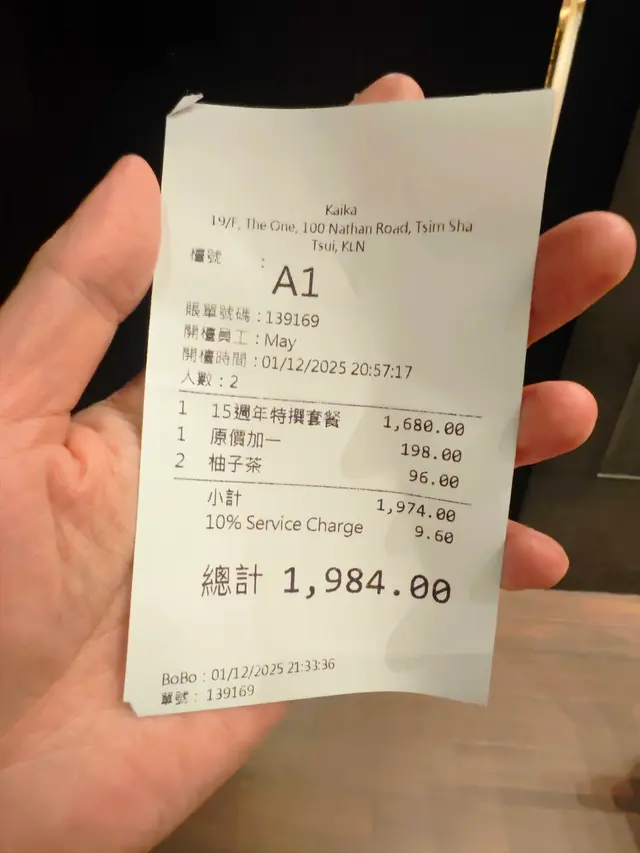 Kaika
19/F, The One, 100 Nathan Road, Tsim Sha
Tsui, KLN
檯號 :
A1
賬單號碼 : 139169
開檯員工 : May
開檯時間 : 01/12/2025 20:57:17
人數 : 2
1 15週年特撰套餐 1,680.00
1 原價加一 198.00
2 柚子茶 96.00
小計 1,974.00
10% Service Charge 9.60
總計 1,984.00
BoBo : 01/12/2025 21:33:36
單號 : 139169